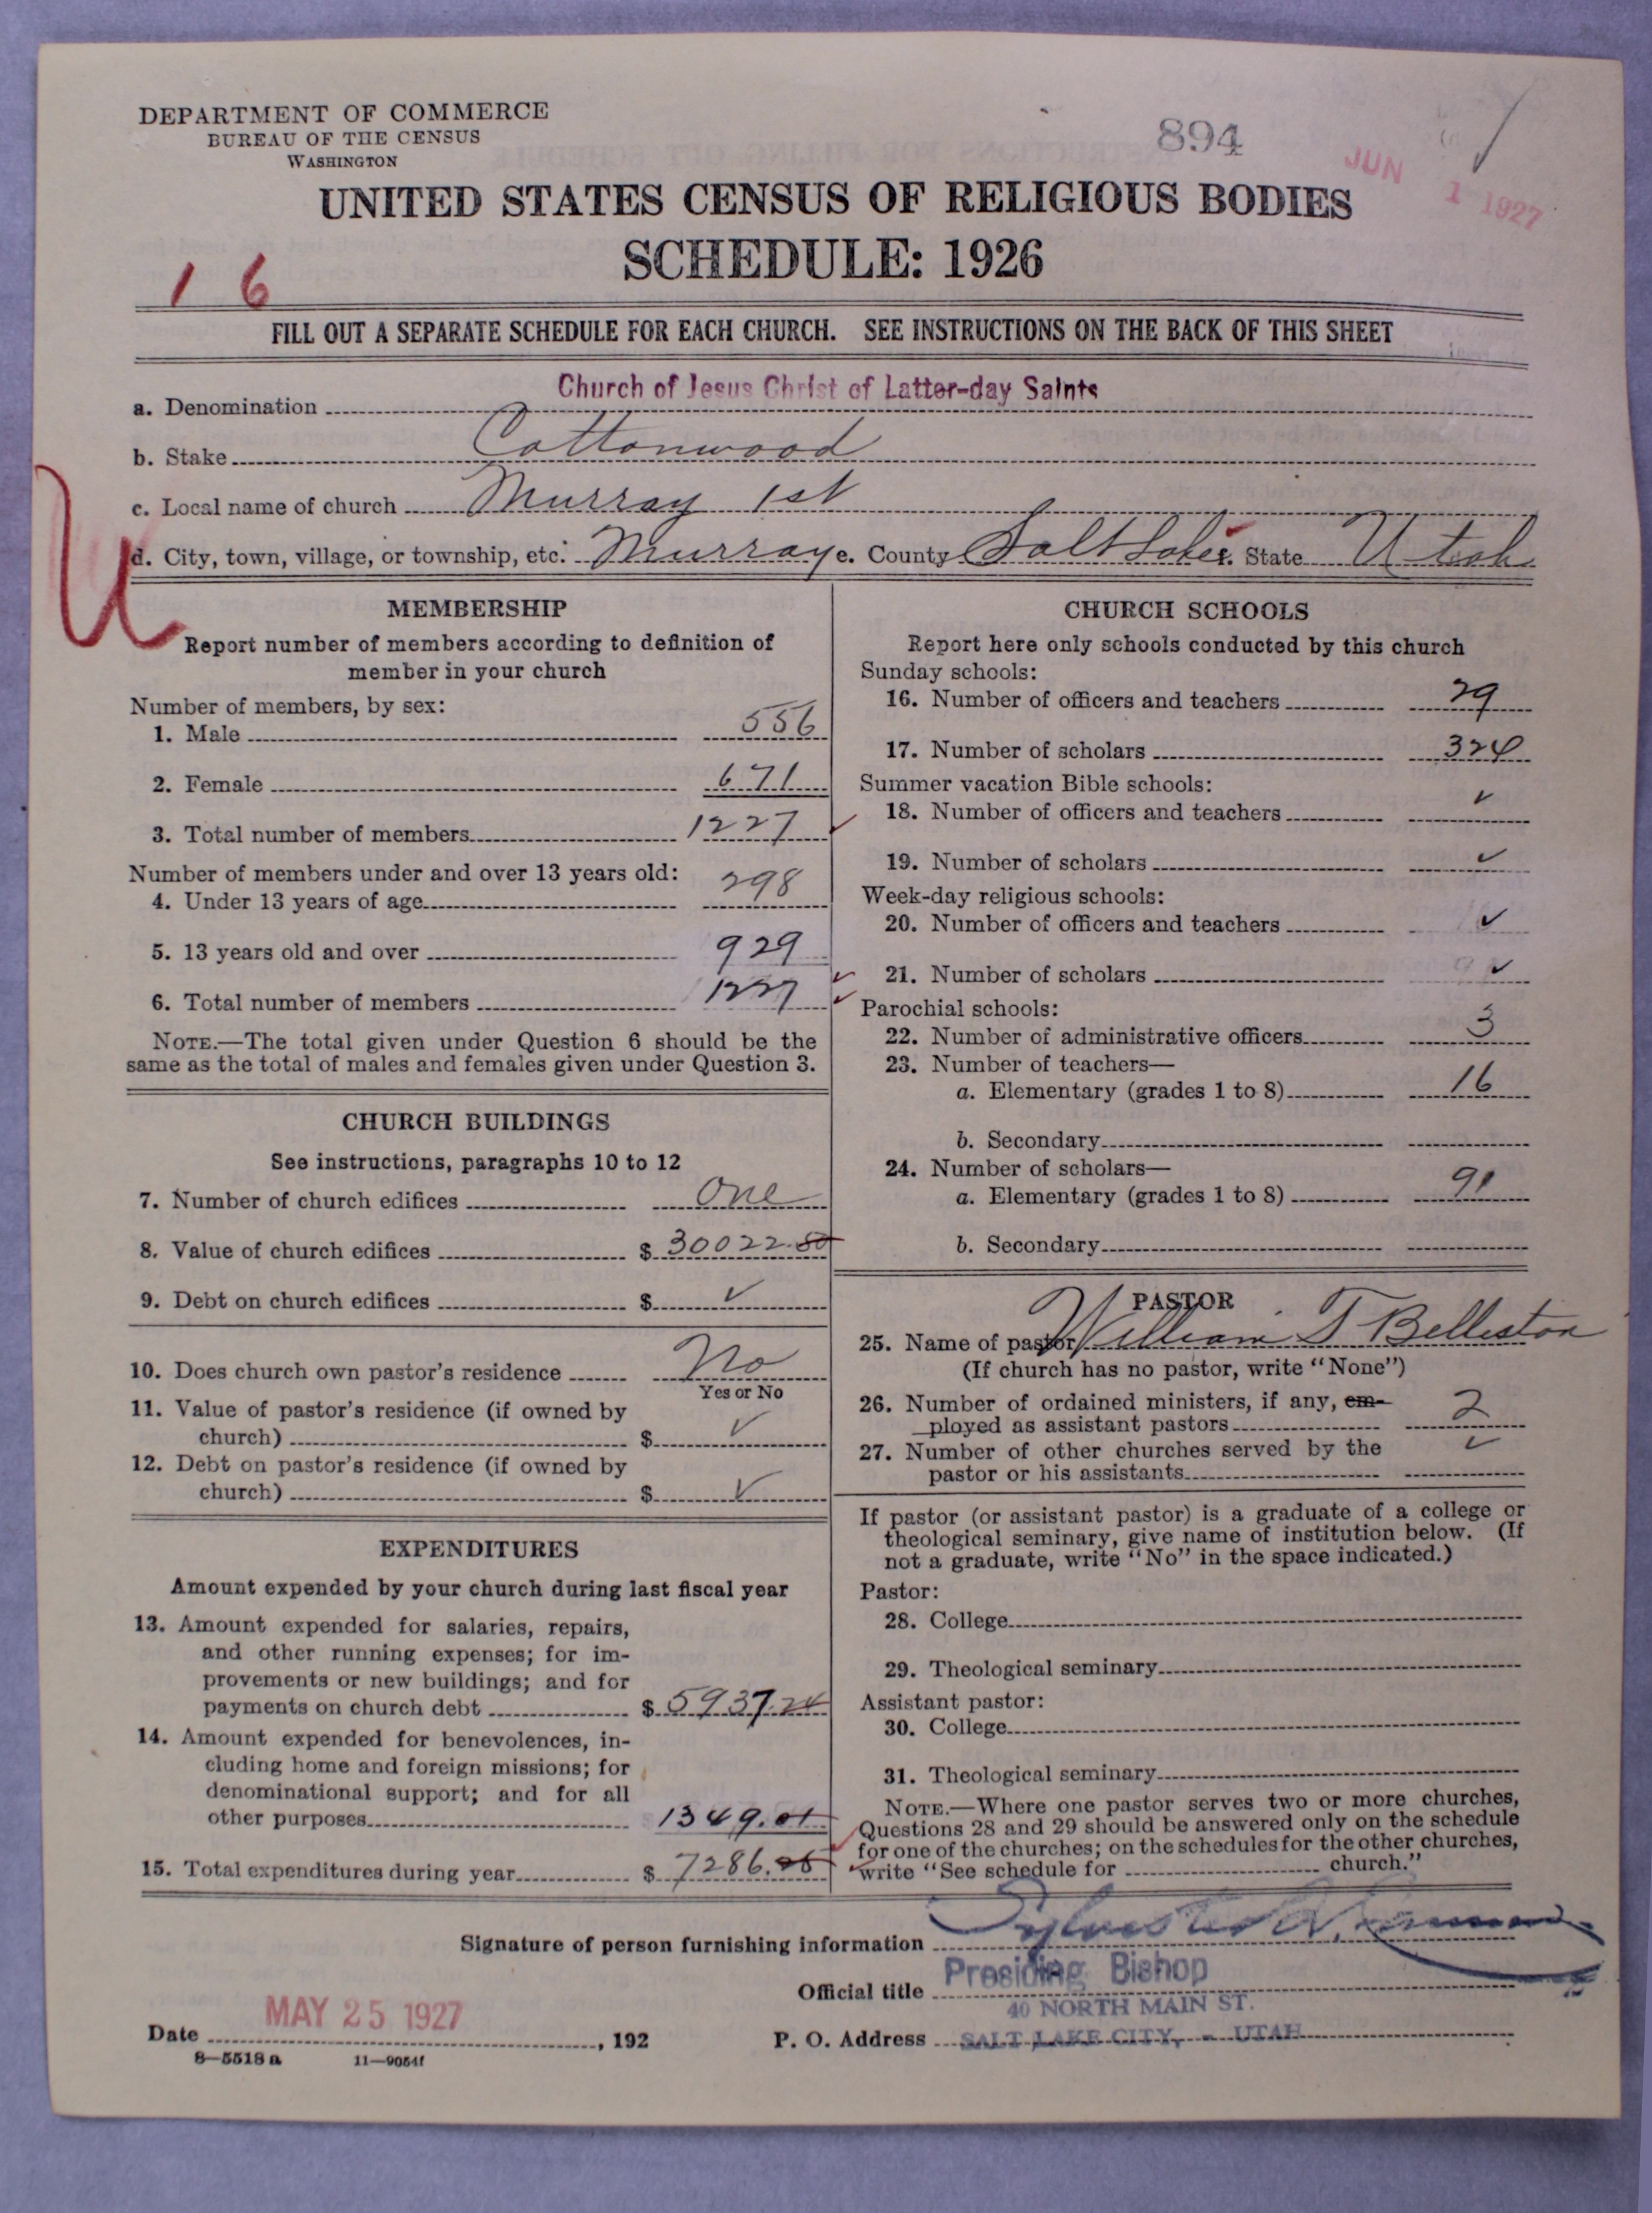 DEPARTMENT OF COMMERCE
BUREAU OF THE CENSUS
WASHINGTON
894
JUN 1 1927
UNITED STATES CENSUS OF RELIGIOUS BODIES
SCHEDULE: 1926
1 6
FILL OUT A SEPARATE SCHEDULE FOR EACH CHURCH. SEE INSTRUCTIONS ON THE BACK OF THIS SHEET
a. Denomination Church of Jesus Christ of Latter-day Saints
b. Stake Cottonwood
c. Local name of church Murray 1st
U
d. City, town, village, or township, etc. Murray e. County Salt Lake f. State Utah
MEMBERSHIP
Report number of members according to definition of
member in your church
Number of members, by sex:
1. Male 556
2. Female 671
3. Total number of members 1227
Number of members under and over 13 years old:
4. Under 13 years of age 298
5. 13 years old and over 929
6. Total number of members 1227
NOTE.—The total given under Question 6 should be the
same as the total of males and females given under Question 3.
CHURCH BUILDINGS
See instructions, paragraphs 10 to 12
7. Number of church edifices One
8. Value of church edifices $ 30022.80
9. Debt on church edifices $ ✓
10. Does church own pastor's residence No
Yes or No
11. Value of pastor's residence (if owned by
church) $ ✓
12. Debt on pastor's residence (if owned by
church) $ ✓
EXPENDITURES
Amount expended by your church during last fiscal year
13. Amount expended for salaries, repairs,
and other running expenses; for im-
provements or new buildings; and for
payments on church debt $ 5937.24
14. Amount expended for benevolences, in-
cluding home and foreign missions; for
denominational support; and for all
other purposes 1349.01
15. Total expenditures during year $ 7286.25
CHURCH SCHOOLS
Report here only schools conducted by this church
Sunday schools:
16. Number of officers and teachers 29
17. Number of scholars 324
Summer vacation Bible schools:
18. Number of officers and teachers ✓
19. Number of scholars ✓
Week-day religious schools:
20. Number of officers and teachers ✓
21. Number of scholars ✓
Parochial schools:
22. Number of administrative officers 3
23. Number of teachers—
a. Elementary (grades 1 to 8) 16
b. Secondary
24. Number of scholars—
a. Elementary (grades 1 to 8) 91
b. Secondary
PASTOR
25. Name of pastor William T Belliston
(If church has no pastor, write "None")
26. Number of ordained ministers, if any, em-
ployed as assistant pastors 2
27. Number of other churches served by the
pastor or his assistants ✓
If pastor (or assistant pastor) is a graduate of a college or
theological seminary, give name of institution below. (If
not a graduate, write "No" in the space indicated.)
Pastor:
28. College
29. Theological seminary
Assistant pastor:
30. College
31. Theological seminary
NOTE.—Where one pastor serves two or more churches,
Questions 28 and 29 should be answered only on the schedule
for one of the churches; on the schedules for the other churches,
write "See schedule for church."
Signature of person furnishing information Sylvester Q. Cannon
Official title Presiding Bishop
40 NORTH MAIN ST.
Date MAY 25 1927, 192
P. O. Address SALT LAKE CITY, - UTAH
8—5518 a 11—9054f